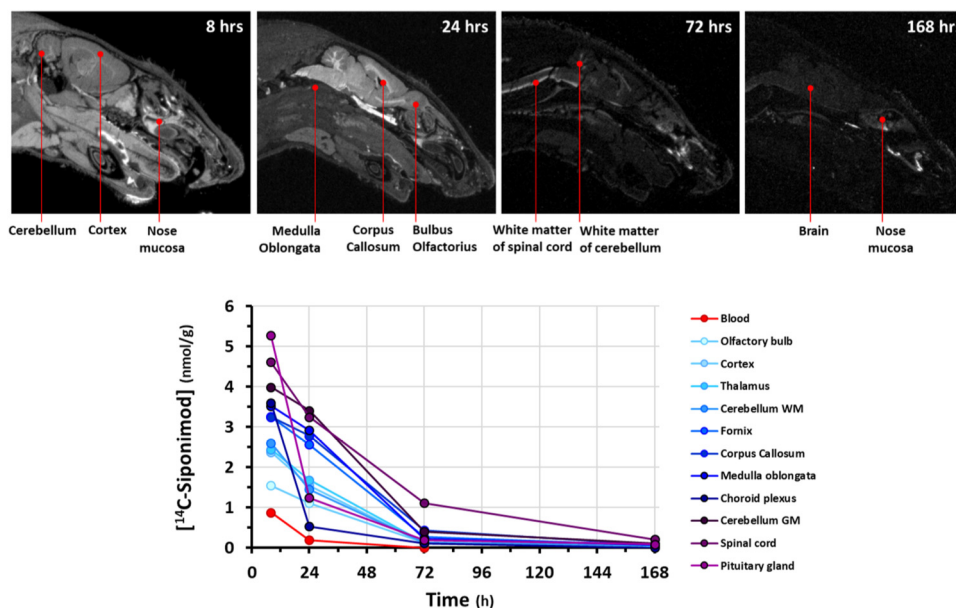 8 hrs
24 hrs
72 hrs
168 hr
Cerebellum
Cortex
Nose
mucosa
Medulla
Oblongata
Corpus
Callosum
Bulbus
Olfactorius
White matter
of spinal cord
White matter
of cerebellum
Brain
Nose
mucosa
[¹⁴C-Siponimod] (nmol/g)
6
5
4
3
2
1
0
0
24
48
72
96
120
144
168
Time (h)
Blood
Olfactory bulb
Cortex
Thalamus
Cerebellum WM
Fornix
Corpus Callosum
Medulla oblongata
Choroid plexus
Cerebellum GM
Spinal cord
Pituitary gland